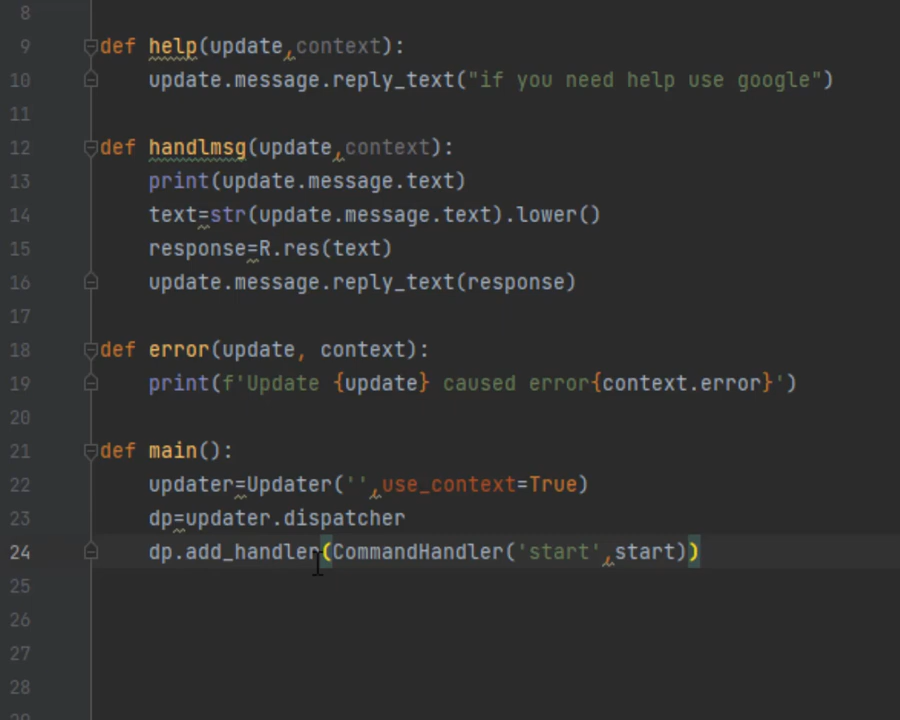 8
9 def help(update,context):
10 update.message.reply_text("if you need help use google")
11
12 def handlmsg(update,context):
13 print(update.message.text)
14 text=str(update.message.text).lower()
15 response=R.res(text)
16 update.message.reply_text(response)
17
18 def error(update, context):
19 print(f'Update {update} caused error{context.error}')
20
21 def main():
22 updater=Updater('',use_context=True)
23 dp=updater.dispatcher
24 dp.add_handler(CommandHandler('start',start))
25
26
27
28